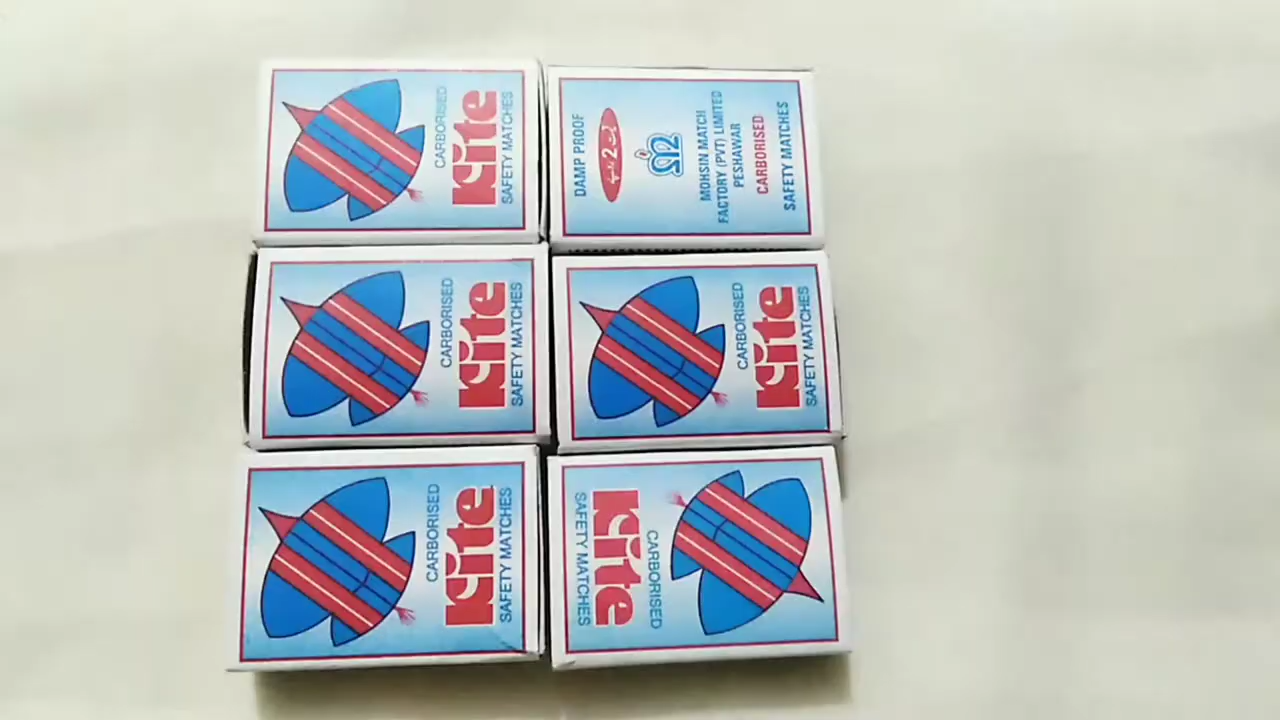 CARBORISED
Kite
SAFETY MATCHES
DAMP PROOF
2
MOHSIN MATCH
FACTORY (PVT) LIMITED
PESHAWAR
CARBORISED
SAFETY MATCHES
CARBORISED
Kite
SAFETY MATCHES
CARBORISED
Kite
SAFETY MATCHES
CARBORISED
Kite
SAFETY MATCHES
CARBORISED
Kite
SAFETY MATCHES